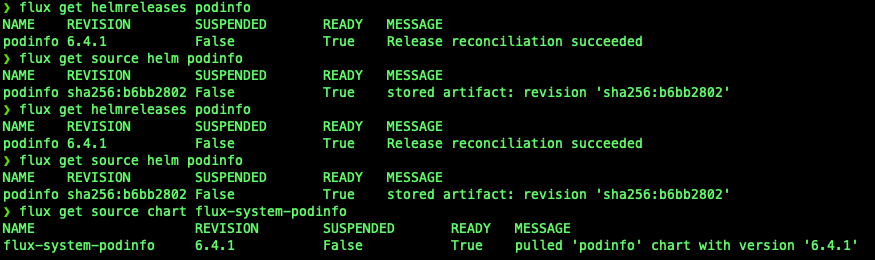 ❯ flux get helmreleases podinfo
NAME REVISION SUSPENDED READY MESSAGE
podinfo 6.4.1 False True Release reconciliation succeeded
❯ flux get source helm podinfo
NAME REVISION SUSPENDED READY MESSAGE
podinfo sha256:b6bb2802 False True stored artifact: revision 'sha256:b6bb2802'
❯ flux get helmreleases podinfo
NAME REVISION SUSPENDED READY MESSAGE
podinfo 6.4.1 False True Release reconciliation succeeded
❯ flux get source helm podinfo
NAME REVISION SUSPENDED READY MESSAGE
podinfo sha256:b6bb2802 False True stored artifact: revision 'sha256:b6bb2802'
❯ flux get source chart flux-system-podinfo
NAME REVISION SUSPENDED READY MESSAGE
flux-system-podinfo 6.4.1 False True pulled 'podinfo' chart with version '6.4.1'